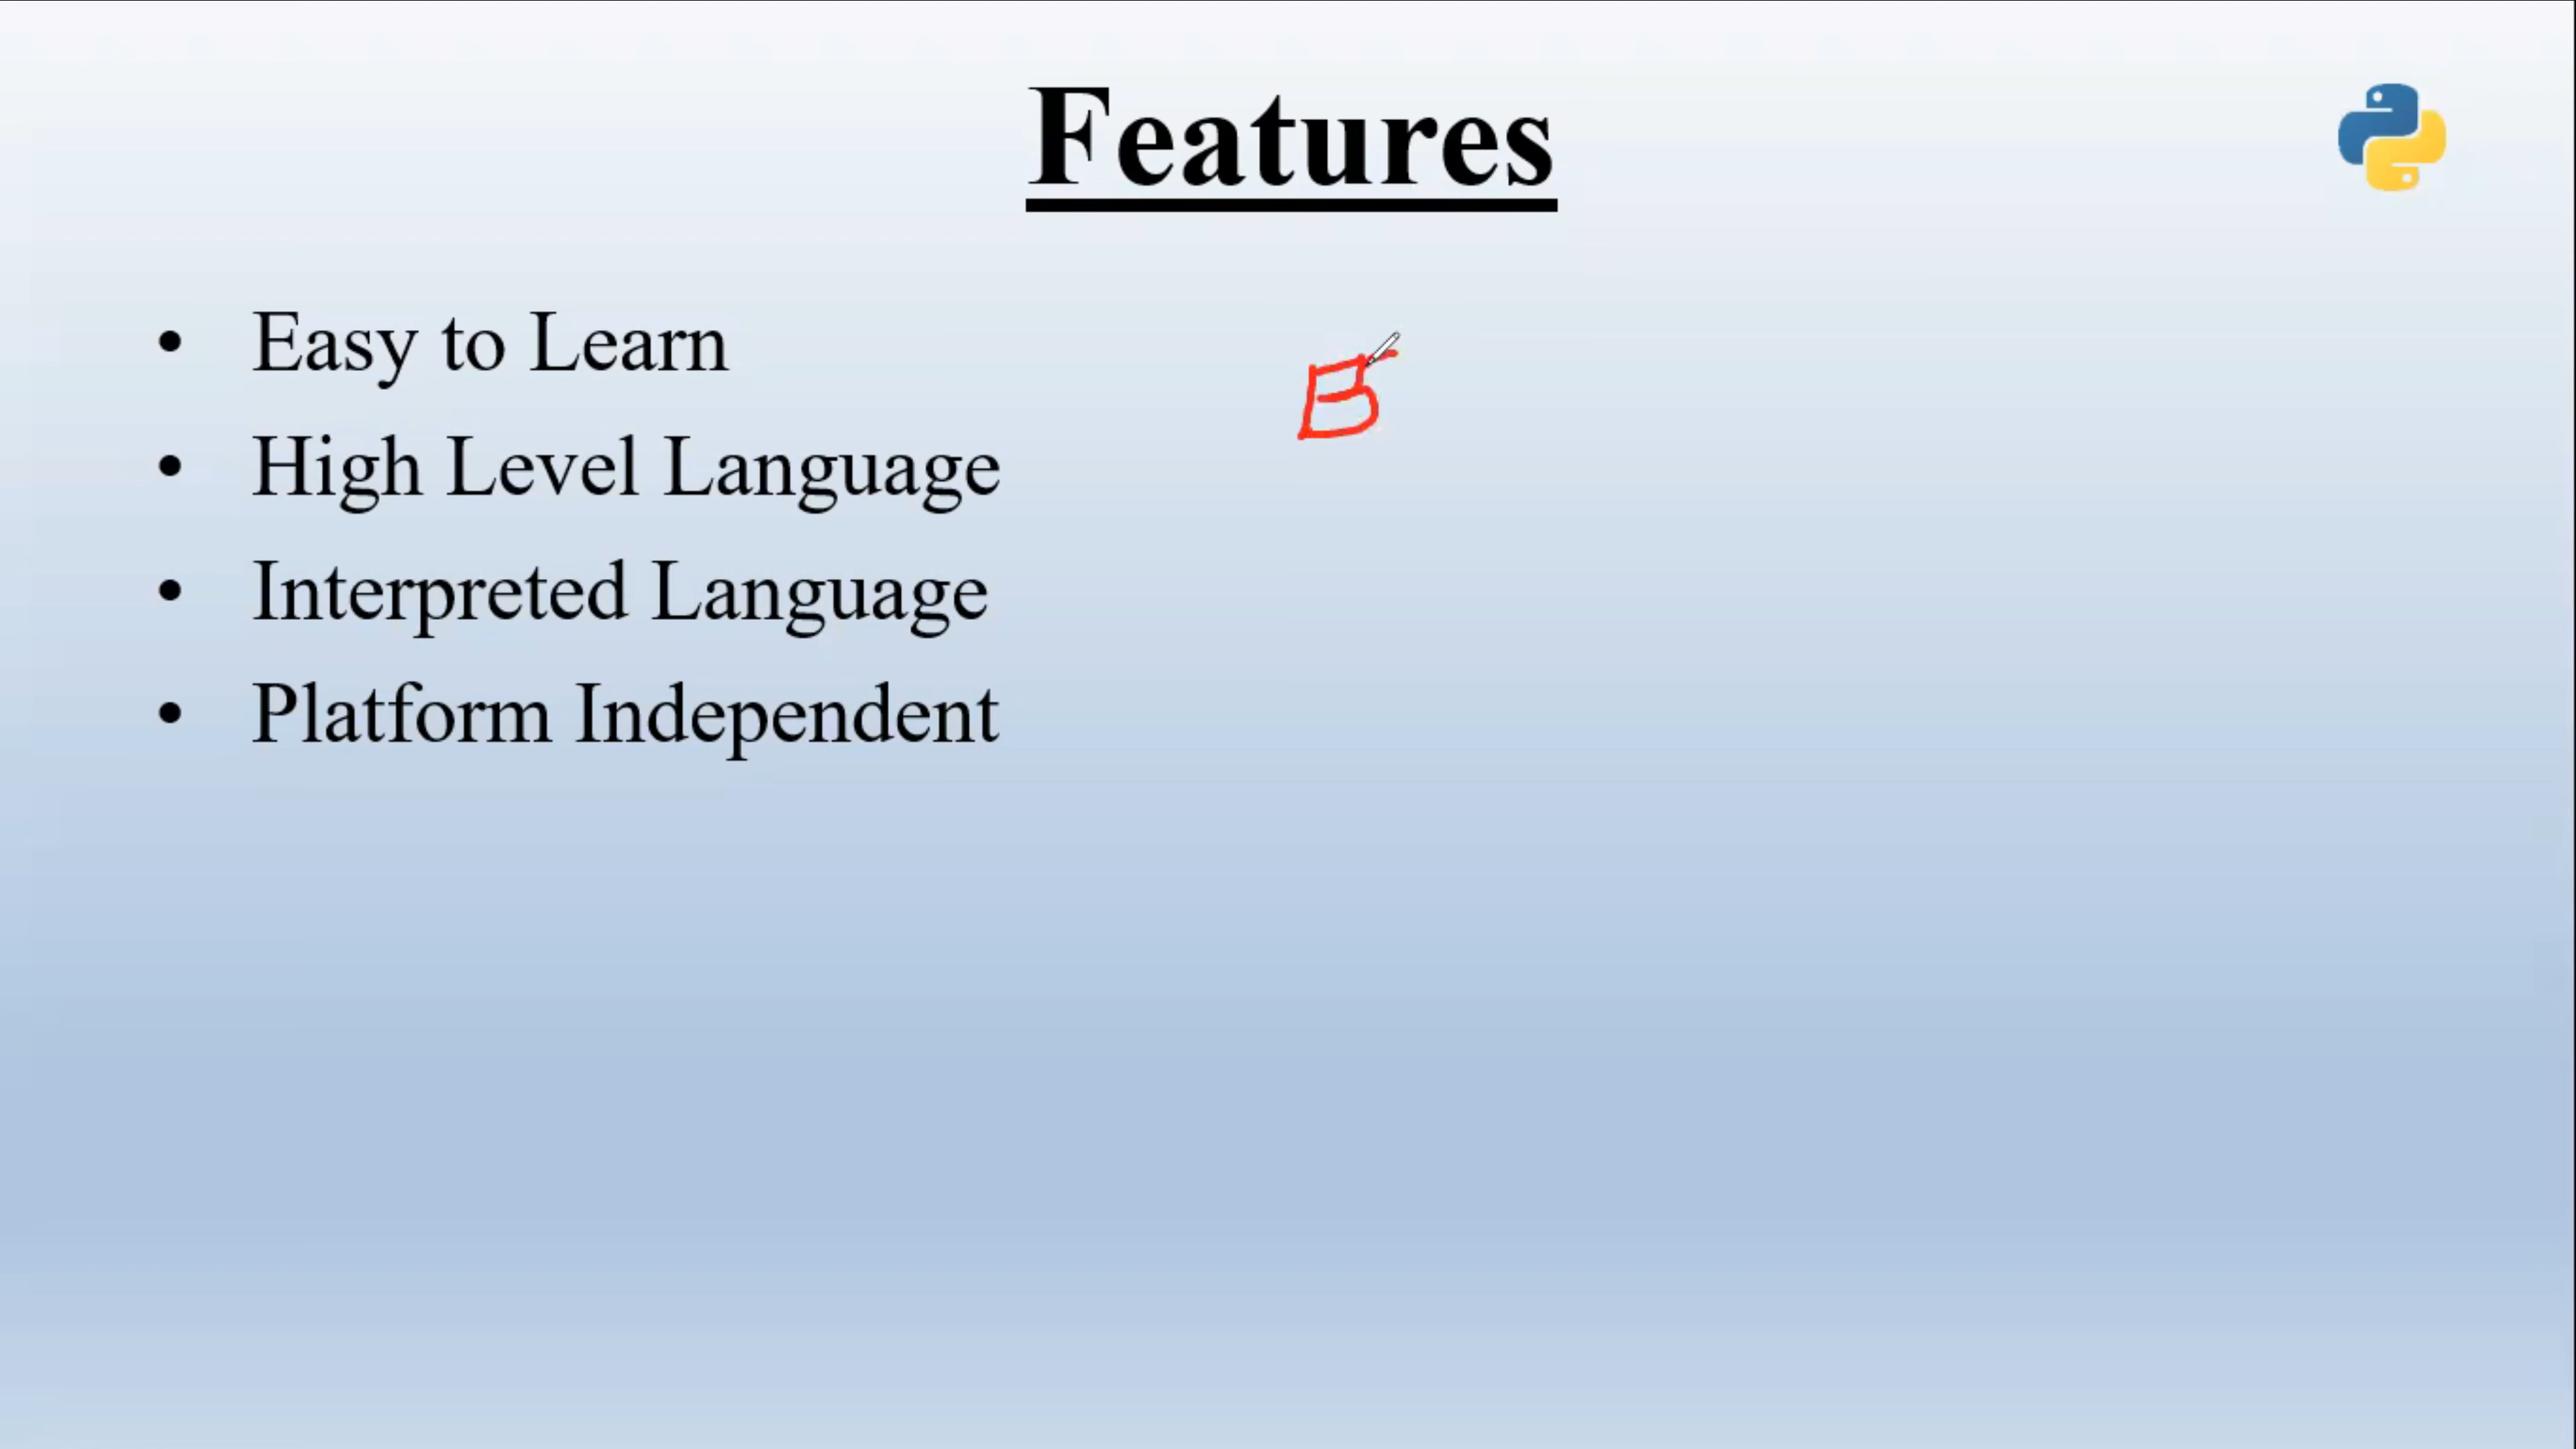 Features
• Easy to Learn
B
• High Level Language
• Interpreted Language
• Platform Independent